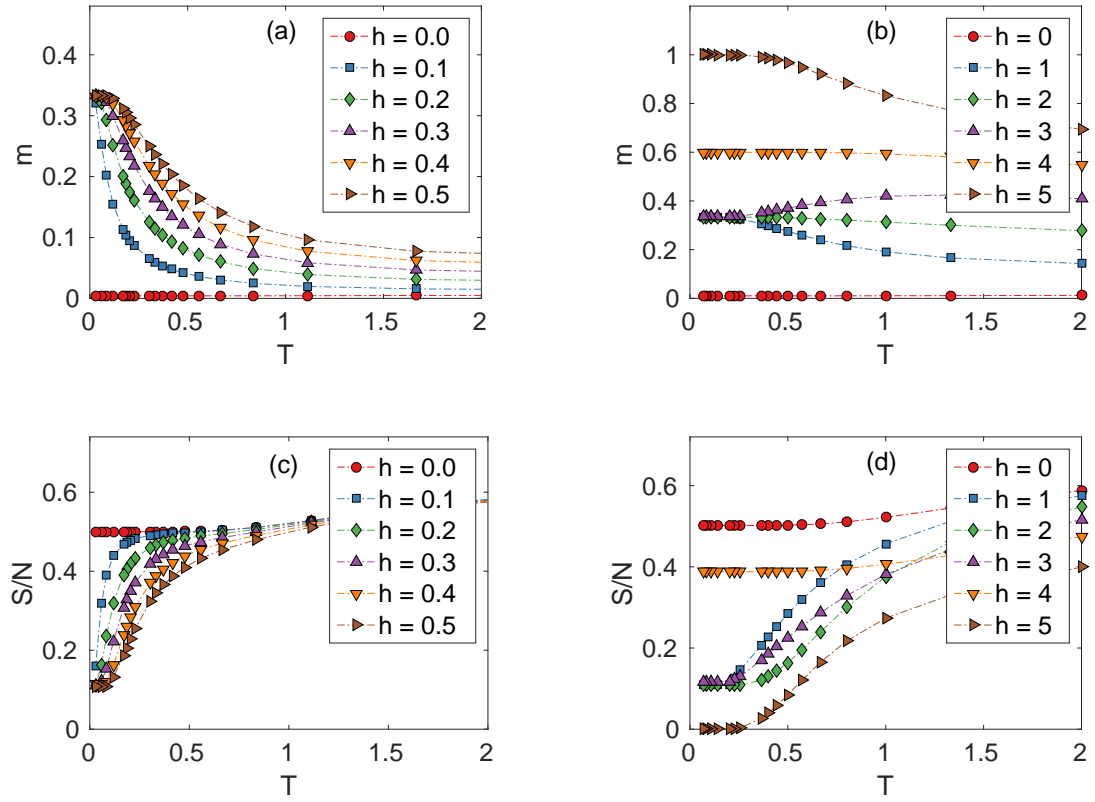 (a)
h = 0.0
h = 0.1
h = 0.2
h = 0.3
h = 0.4
h = 0.5
0.4
0.3
0.2
0.1
0
m
0
0.5
1
1.5
2
T
(b)
h = 0
h = 1
h = 2
h = 3
h = 4
h = 5
1
0.8
0.6
0.4
0.2
0
m
0
0.5
1
1.5
2
T
(c)
h = 0.0
h = 0.1
h = 0.2
h = 0.3
h = 0.4
h = 0.5
0.6
0.4
0.2
0
S/N
0
0.5
1
1.5
2
T
(d)
h = 0
h = 1
h = 2
h = 3
h = 4
h = 5
0.6
0.4
0.2
0
S/N
0
0.5
1
1.5
2
T